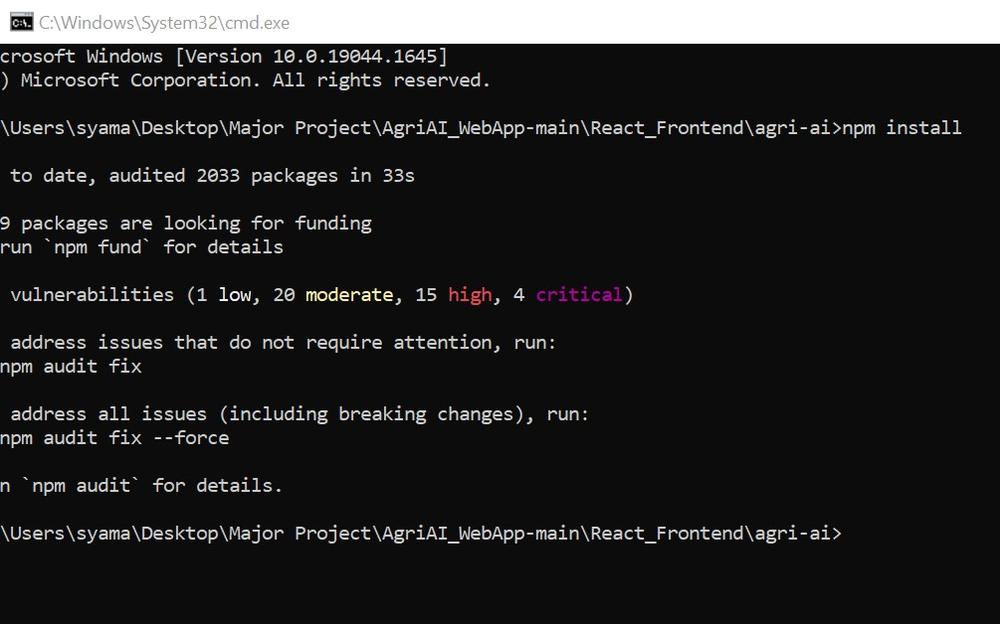 C:\Windows\System32\cmd.exe
crosoft Windows [Version 10.0.19044.1645]
) Microsoft Corporation. All rights reserved.
\Users\syama\Desktop\Major Project\AgriAI_WebApp-main\React_Frontend\agri-ai>npm install
to date, audited 2033 packages in 33s
9 packages are looking for funding
run `npm fund` for details
vulnerabilities (1 low, 20 moderate, 15 high, 4 critical)
address issues that do not require attention, run:
npm audit fix
address all issues (including breaking changes), run:
npm audit fix --force
n `npm audit` for details.
\Users\syama\Desktop\Major Project\AgriAI_WebApp-main\React_Frontend\agri-ai>